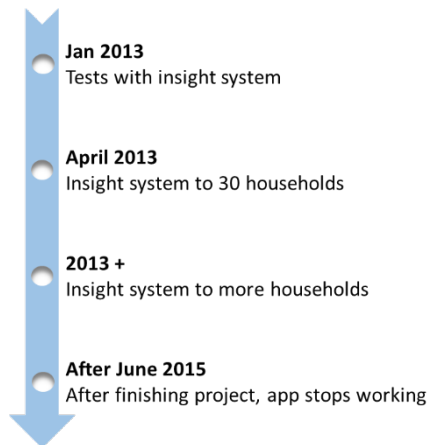 Jan 2013
Tests with insight system
April 2013
Insight system to 30 households
2013 +
Insight system to more households
After June 2015
After finishing project, app stops working